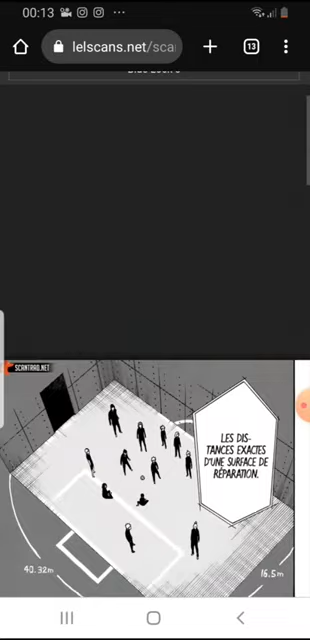 00:13
lelscans.net/sca
13
SCANTRAD.NET
LES DIS-
TANCES EXACTES
D'UNE SURFACE DE
RÉPARATION.
40.32m
16.5m